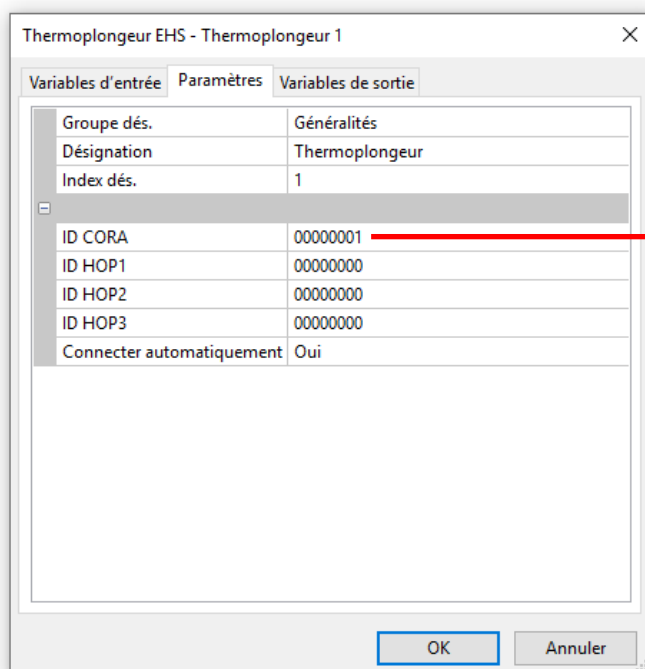 Thermoplongeur EHS - Thermoplongeur 1
Variables d'entrée Paramètres Variables de sortie
Groupe dés. Généralités
Désignation Thermoplongeur
Index dés. 1
ID CORA 00000001
ID HOP1 00000000
ID HOP2 00000000
ID HOP3 00000000
Connecter automatiquement Oui
OK Annuler